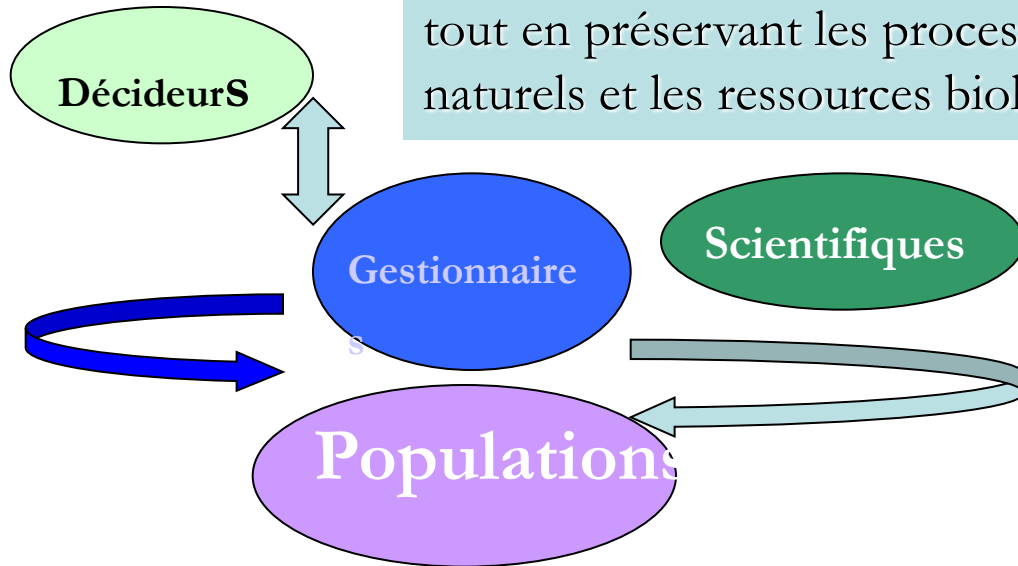 tout en préservant les proces
naturels et les ressources biol
Décideurs
Scientifiques
Gestionnaire
s
Populations